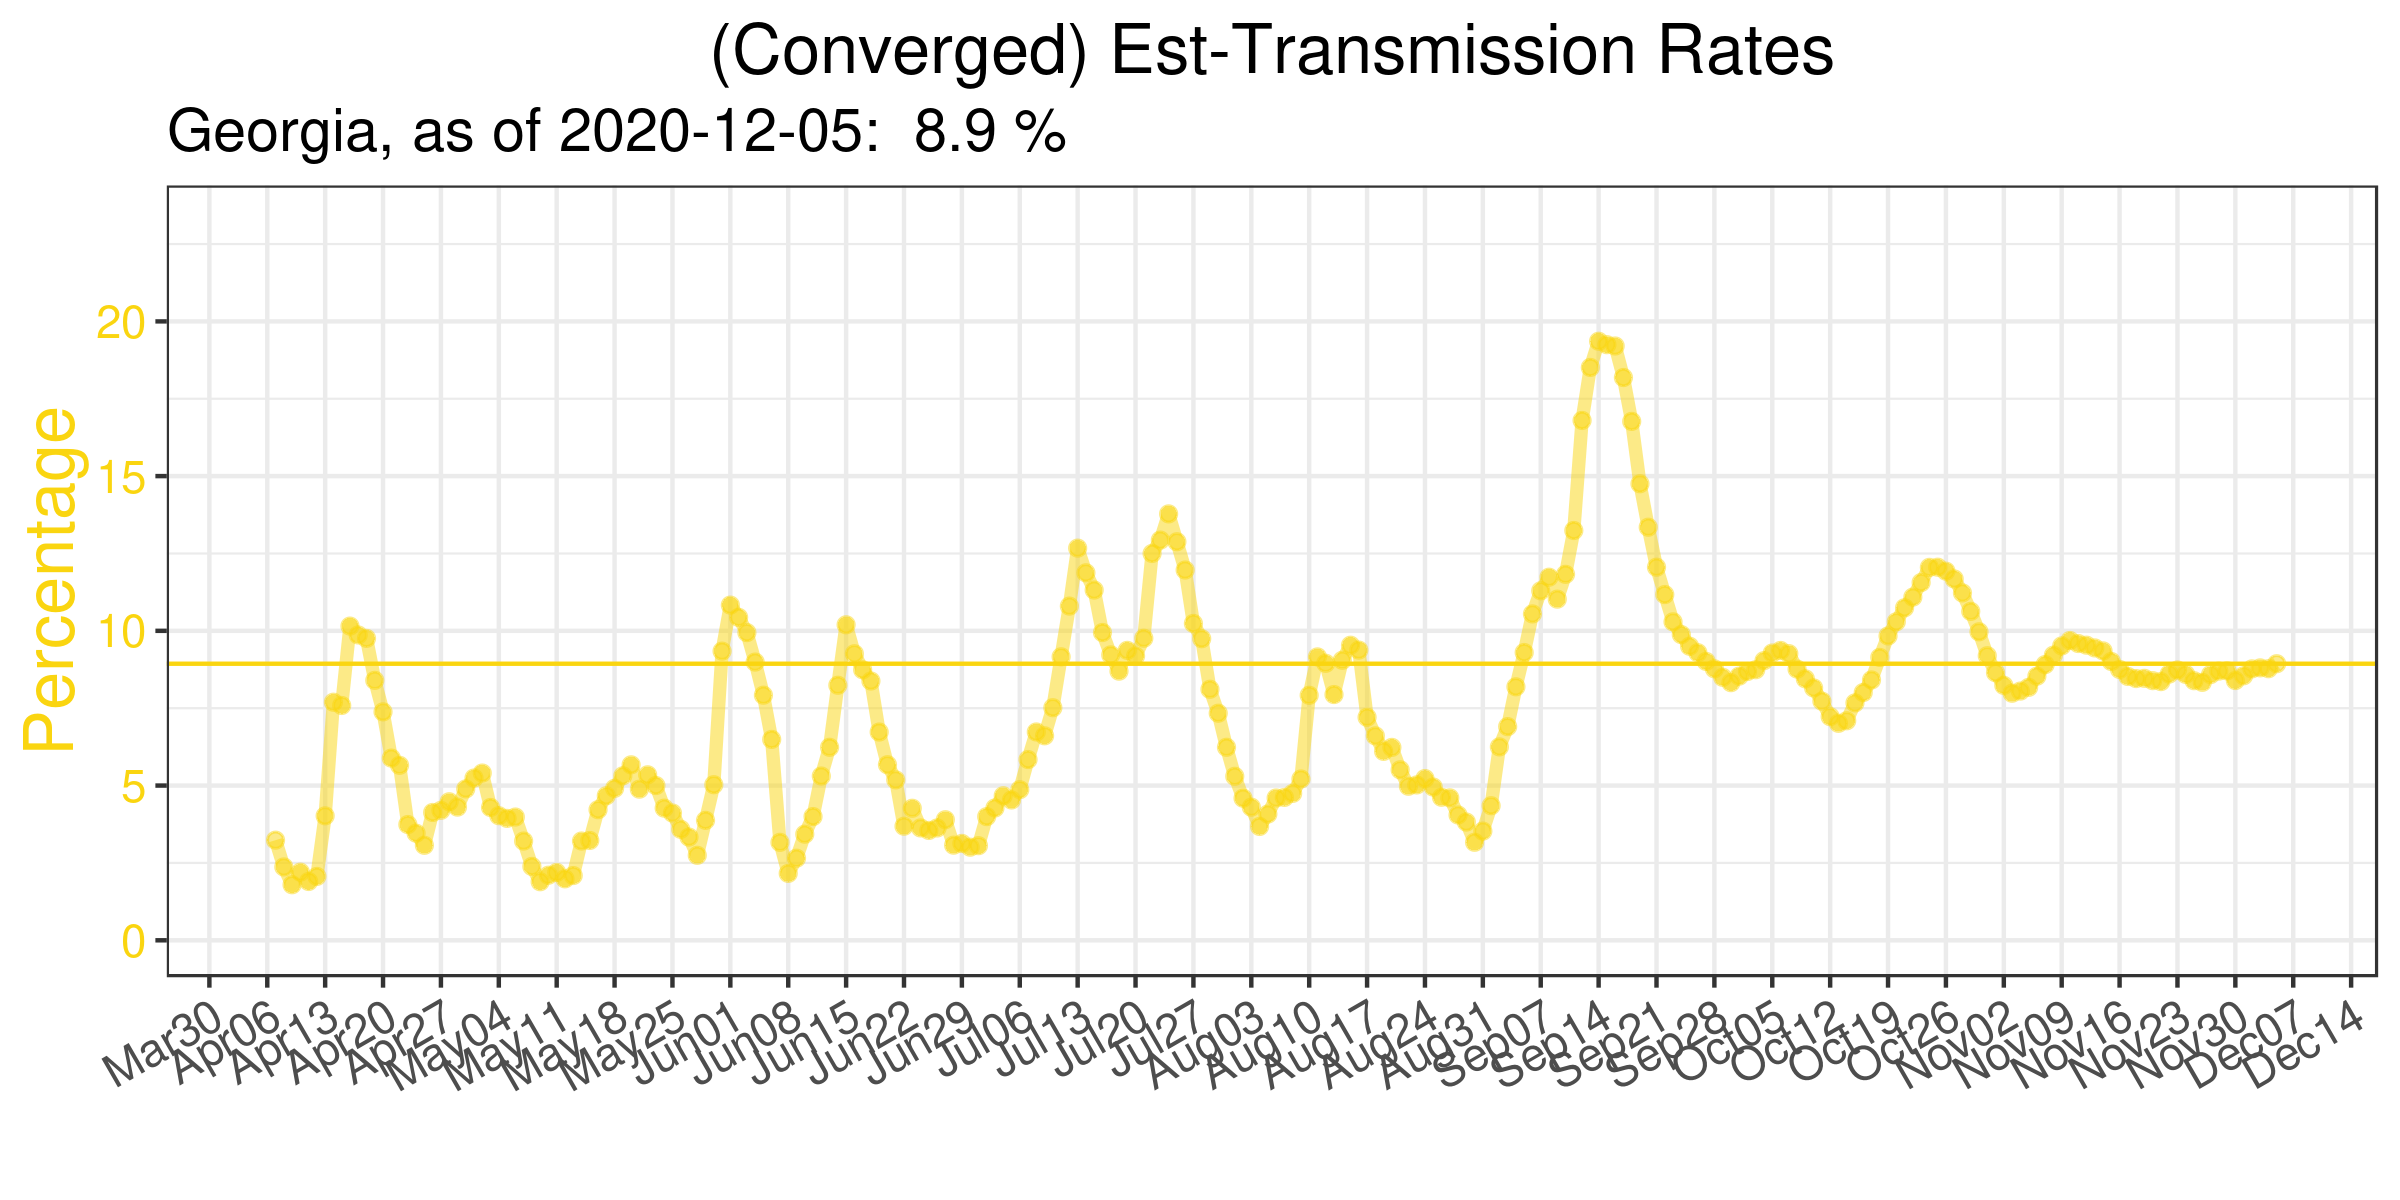 (Converged) Est-Transmission Rates
Georgia, as of 2020-12-05:  8.9 %
Percentage
20
15
10
5
0
Mar30
Apr06
Apr13
Apr20
Apr27
May04
May11
May18
May25
Jun01
Jun08
Jun15
Jun22
Jun29
Jul06
Jul13
Jul20
Jul27
Aug03
Aug10
Aug17
Aug24
Aug31
Sep07
Sep14
Sep21
Sep28
Oct05
Oct12
Oct19
Oct26
Nov02
Nov09
Nov16
Nov23
Nov30
Dec07
Dec14